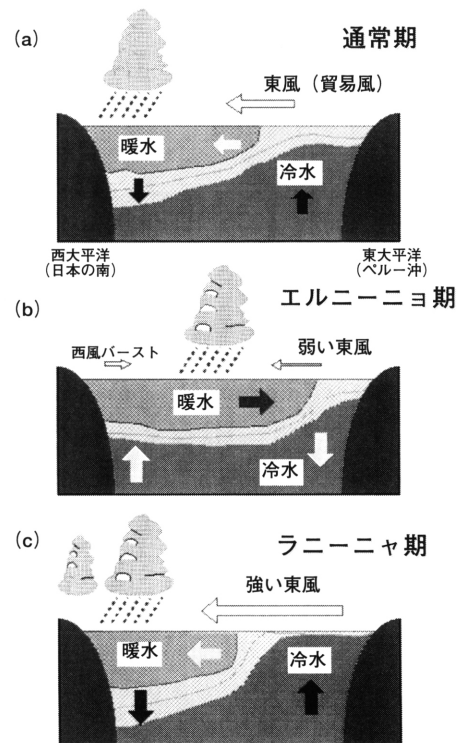 (a)
通常期
東風（貿易風）
暖水
冷水
西大平洋
(日本の南)
東太平洋
(ペルー沖)
(b)
エルニーニョ期
西風バースト
弱い東風
暖水
冷水
(c)
ラニーニャ期
強い東風
暖水
冷水